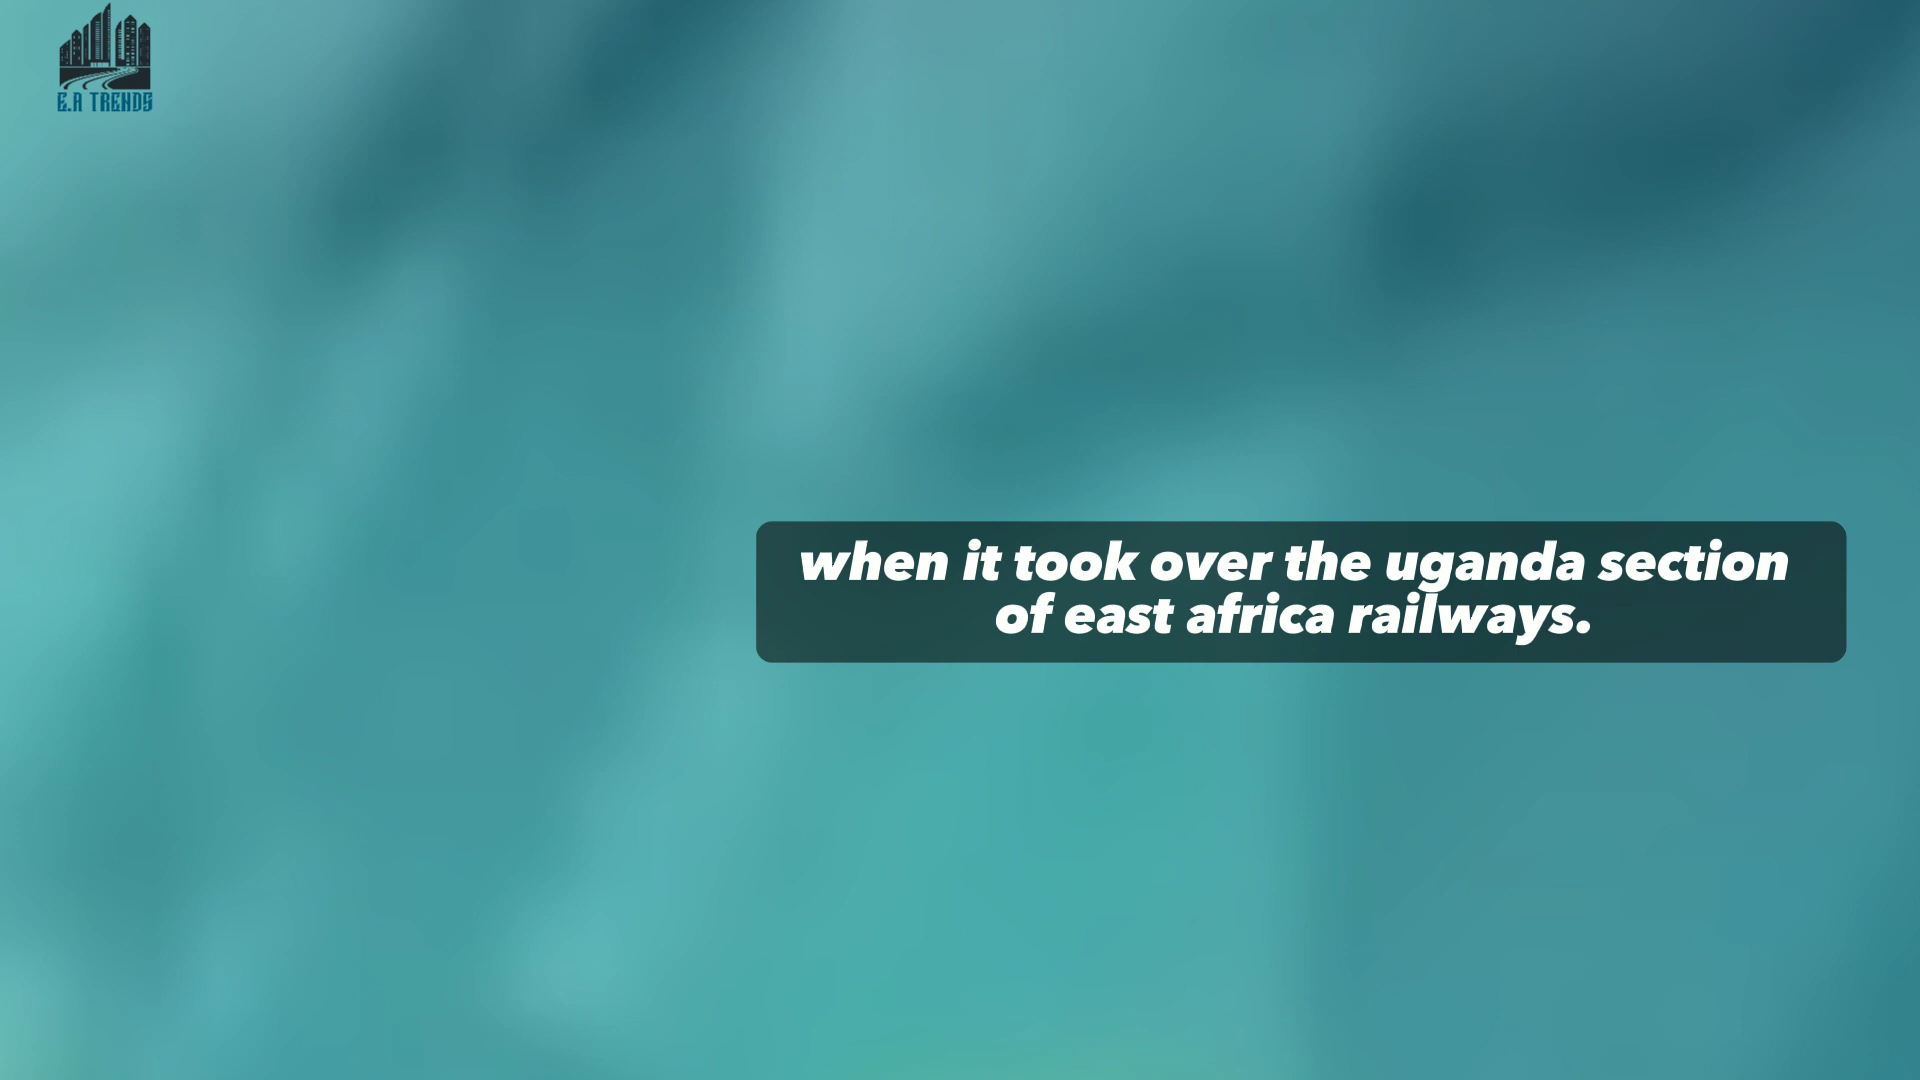 E.A TRENDS
when it took over the uganda section
of east africa railways.